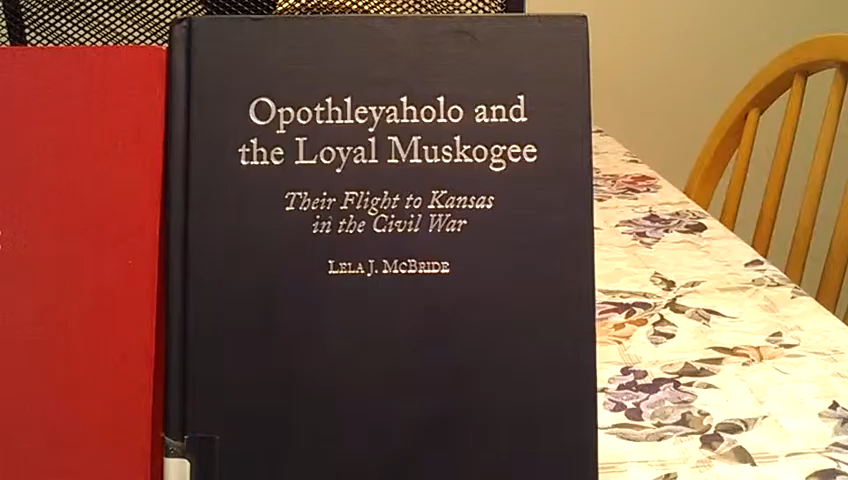 Opothleyaholo and
the Loyal Muskogee
Their Flight to Kansas
in the Civil War
LELA J. MCBRIDE